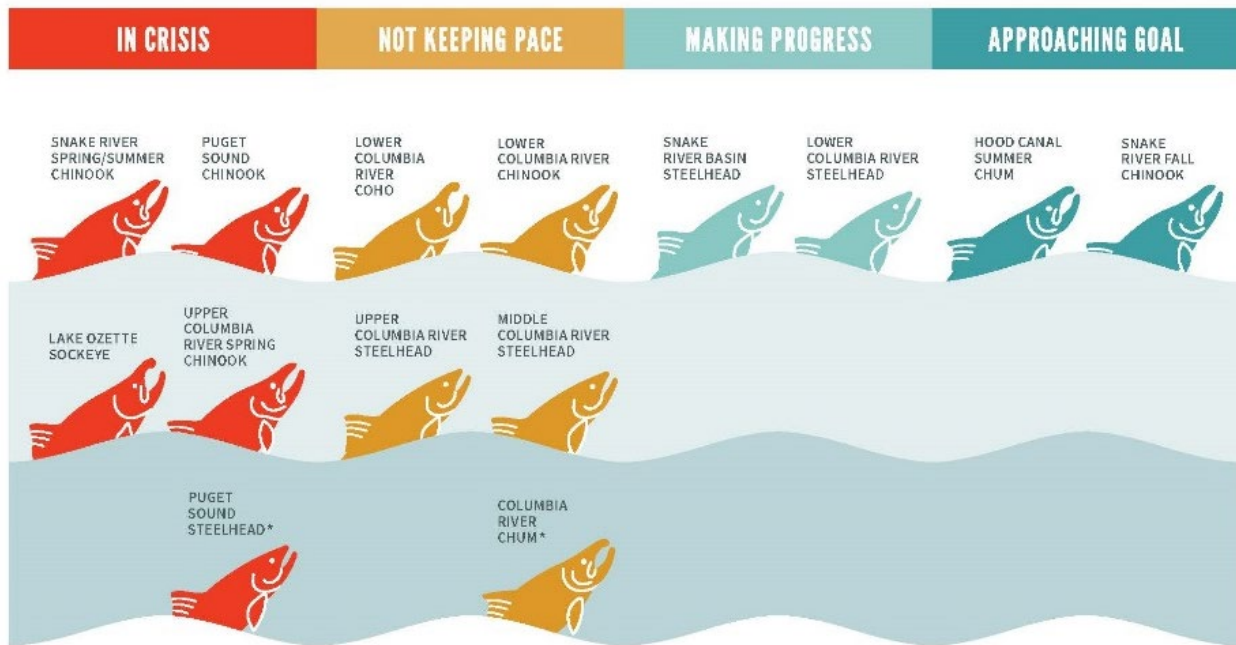 IN CRISIS
NOT KEEPING PACE
MAKING PROGRESS
APPROACHING GOAL
SNAKE RIVER
SPRING/SUMMER
CHINOOK
PUGET
SOUND
CHINOOK
LOWER
COLUMBIA
RIVER
COHO
LOWER
COLUMBIA RIVER
CHINOOK
SNAKE
RIVER BASIN
STEELHEAD
LOWER
COLUMBIA RIVER
STEELHEAD
HOOD CANAL
SUMMER
CHUM
SNAKE
RIVER FALL
CHINOOK
LAKE OZETTE
SOCKEYE
UPPER
COLUMBIA
RIVER SPRING
CHINOOK
UPPER
COLUMBIA RIVER
STEELHEAD
MIDDLE
COLUMBIA RIVER
STEELHEAD
PUGET
SOUND
STEELHEAD*
COLUMBIA
RIVER
CHUM*